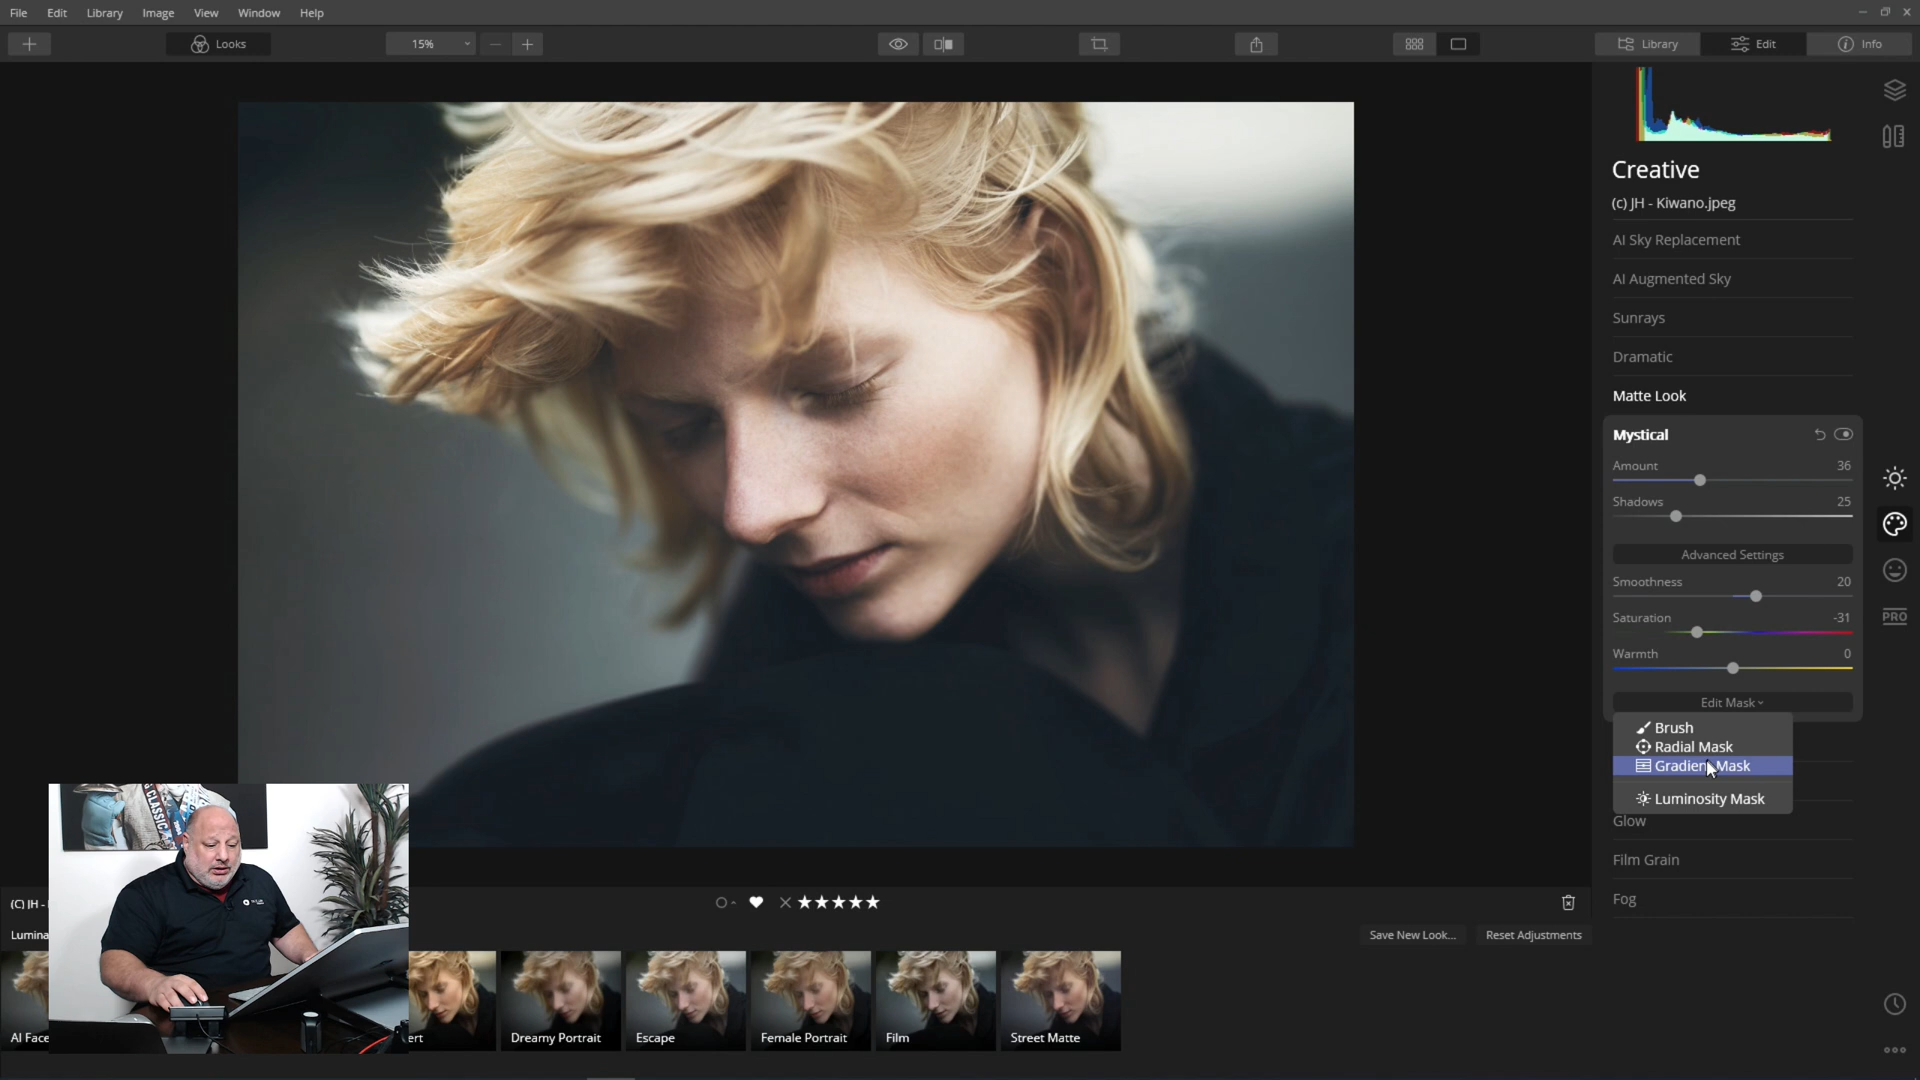 File Edit Library Image View Window Help
Looks
15%
Library
Edit
Info
Creative
(c) JH - Kiwano.jpeg
AI Sky Replacement
AI Augmented Sky
Sunrays
Dramatic
Matte Look
Mystical
Amount 36
Shadows 25
Advanced Settings
Smoothness 20
Saturation -31
Warmth 0
Edit Mask
Brush
Radial Mask
Gradient Mask
Luminosity Mask
Glow
Film Grain
Fog
PRO
CLASSIC
(C) JH -
Lumina
Save New Look...
Reset Adjustments
AI Face
ert
Dreamy Portrait
Escape
Female Portrait
Film
Street Matte